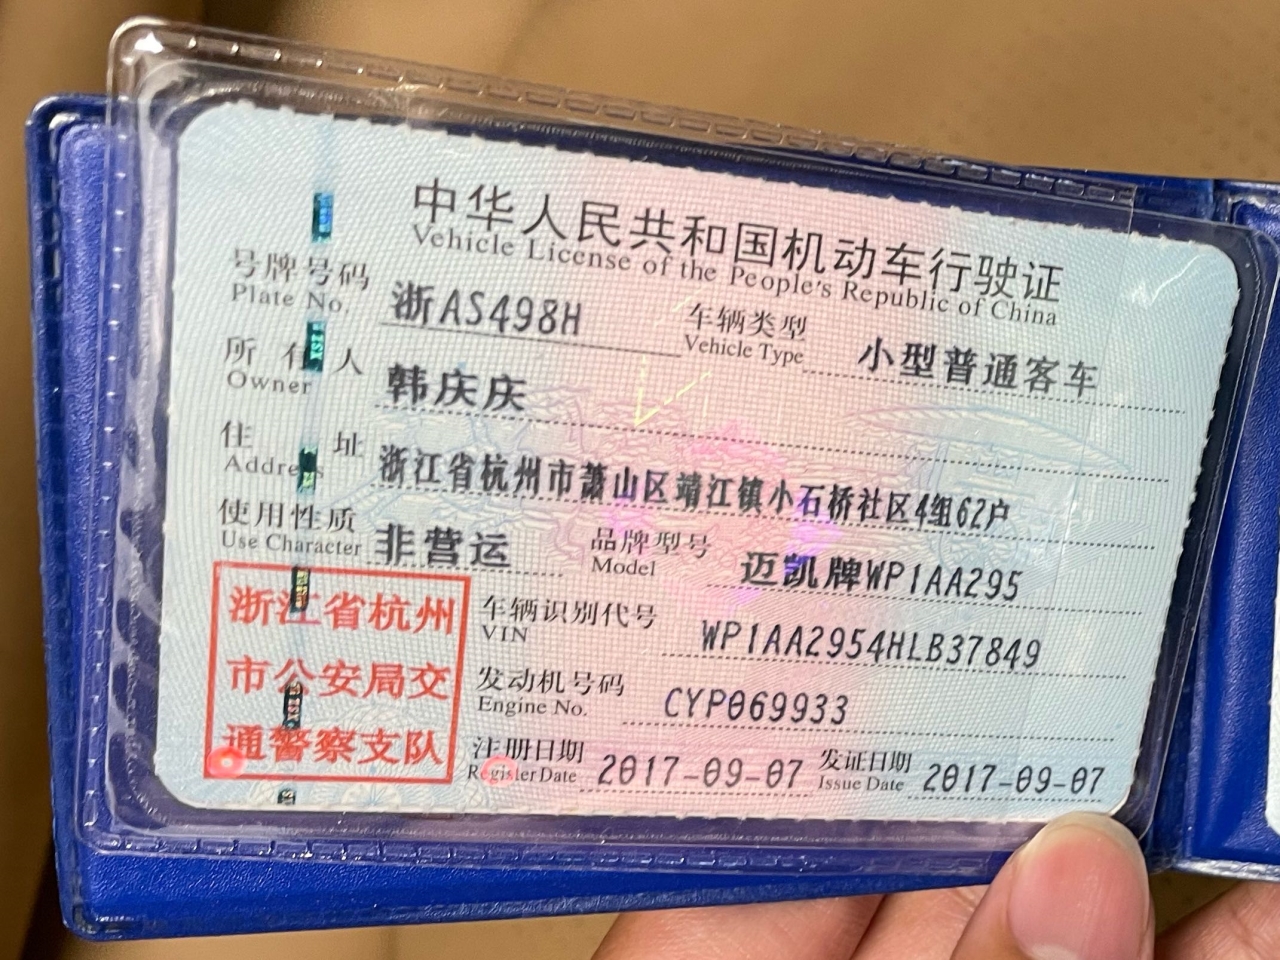 中华人民共和国机动车行驶证
Vehicle License of the People's Republic of China
号牌号码 浙AS498H 车辆类型 小型普通客车
Plate No. Vehicle Type
所有人 韩庆庆
Owner
住址 浙江省杭州市萧山区靖江镇小石桥社区4组62户
Address
使用性质 非营运 品牌型号 迈凯牌WP1AA295
Use Character Model
浙江省杭州
市公安局交
通警察支队
车辆识别代号 WP1AA2954HLB37849
VIN
发动机号码 CYP069933
Engine No.
注册日期 2017-09-07 发证日期 2017-09-07
Register Date Issue Date